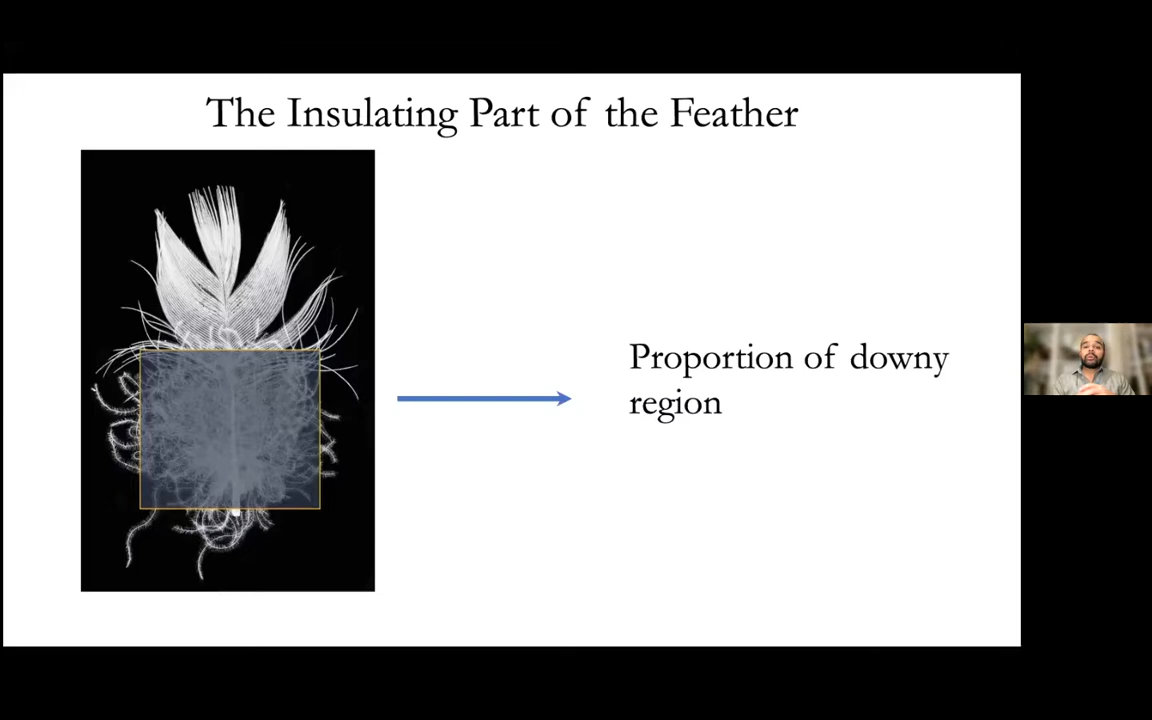 The Insulating Part of the Feather
Proportion of downy
region